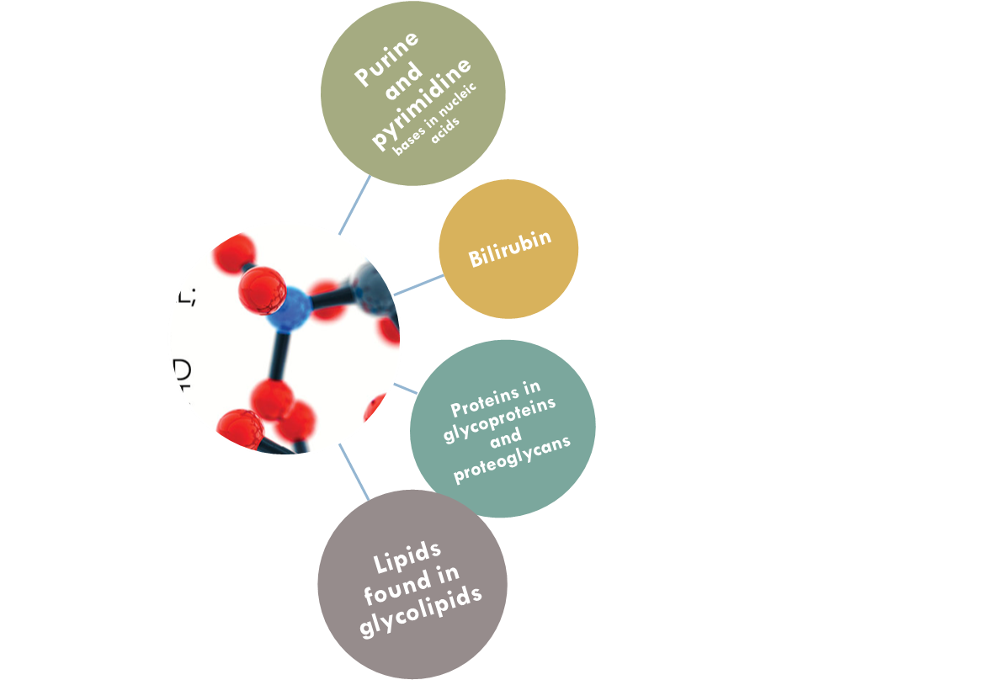 Purine
and
pyrimidine
bases in nucleic
acids
Bilirubin
Proteins in
glycoproteins
and
proteoglycans
Lipids
found in
glycolipids